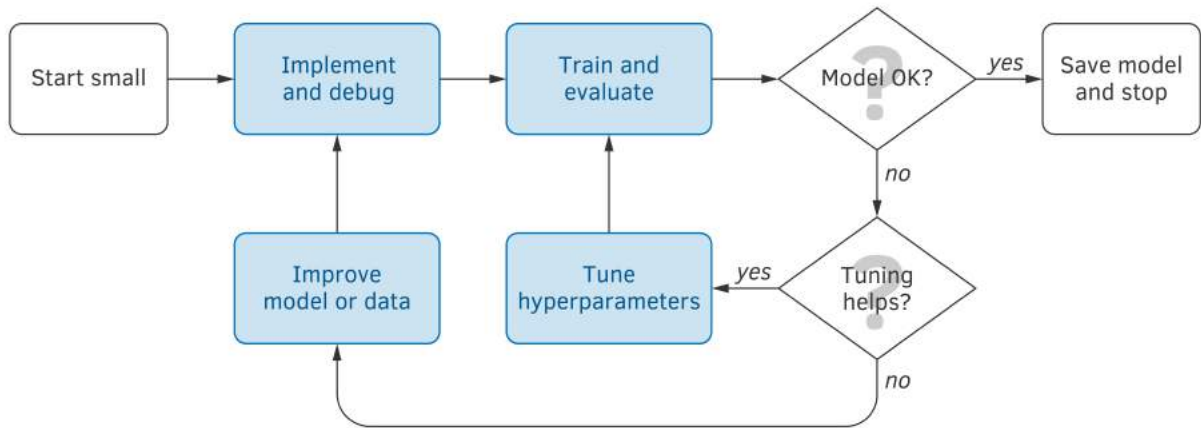 Start small
Implement
and debug
Train and
evaluate
?
Model OK?
yes
Save model
and stop
no
Improve
model or data
Tune
hyperparameters
yes
?
Tuning
helps?
no